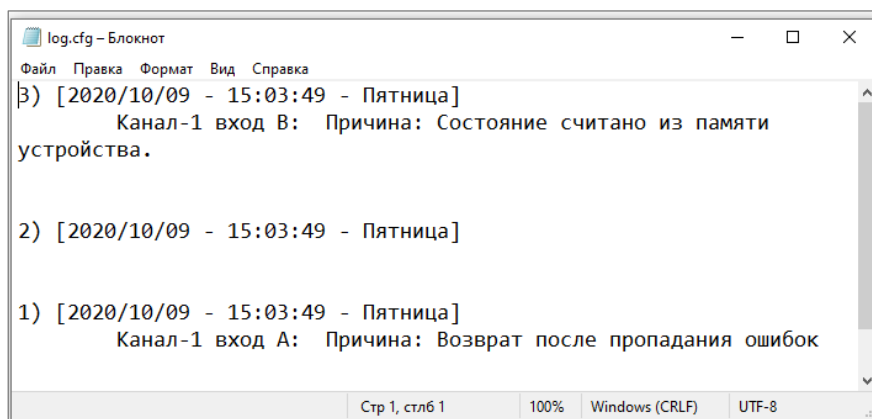 log.cfg – Блокнот
Файл Правка Формат Вид Справка
3) [2020/10/09 - 15:03:49 - Пятница]
Канал-1 вход B: Причина: Состояние считано из памяти
устройства.
2) [2020/10/09 - 15:03:49 - Пятница]
1) [2020/10/09 - 15:03:49 - Пятница]
Канал-1 вход A: Причина: Возврат после пропадания ошибок
Стр 1, стлб 1 100% Windows (CRLF) UTF-8